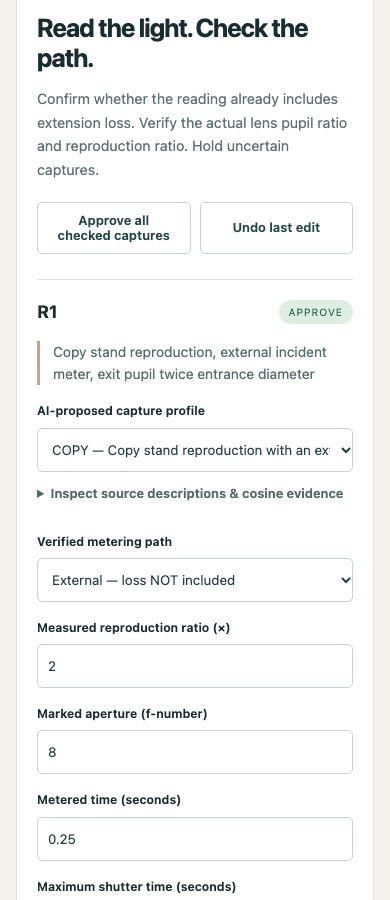 Read the light. Check the
path.
Confirm whether the reading already includes
extension loss. Verify the actual lens pupil ratio
and reproduction ratio. Hold uncertain
captures.
Approve all
checked captures
Undo last edit
R1
APPROVE
Copy stand reproduction, external incident
meter, exit pupil twice entrance diameter
AI-proposed capture profile
COPY — Copy stand reproduction with an ex
Inspect source descriptions & cosine evidence
Verified metering path
External — loss NOT included
Measured reproduction ratio (×)
2
Marked aperture (f-number)
8
Metered time (seconds)
0.25
Maximum shutter time (seconds)